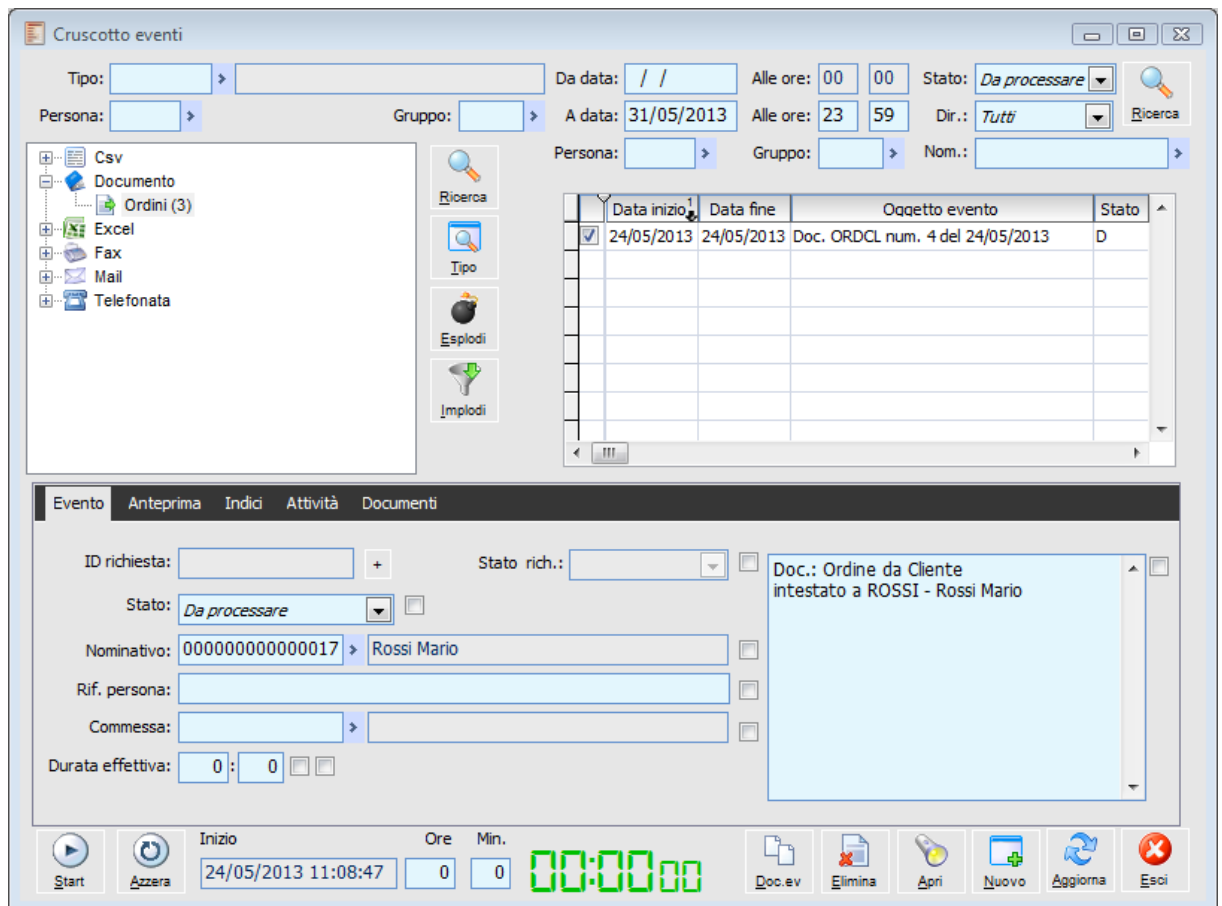 Cruscotto eventi
Tipo: Da data: / / Alle ore: 00 00 Stato: Da processare Ricerca
Persona: Gruppo: A data: 31/05/2013 Alle ore: 23 59 Dir.: Tutti
Persona: Gruppo: Nom.:
Csv
Documento
Ordini (3)
Excel
Fax
Mail
Telefonata
Ricerca
Tipo
Esplodi
Implodi
Data inizio 1 Data fine Oggetto evento Stato
24/05/2013 24/05/2013 Doc. ORDCL num. 4 del 24/05/2013 D
Evento Anteprima Indici Attività Documenti
ID richiesta: + Stato rich.:
Stato: Da processare
Nominativo: 000000000000017 Rossi Mario
Rif. persona:
Commessa:
Durata effettiva: 0 : 0
Doc.: Ordine da Cliente
intestato a ROSSI - Rossi Mario
Start Azzera
Inizio Ore Min.
24/05/2013 11:08:47 0 0 00:00 00
Doc.ev Elimina Apri Nuovo Aggiorna Esci